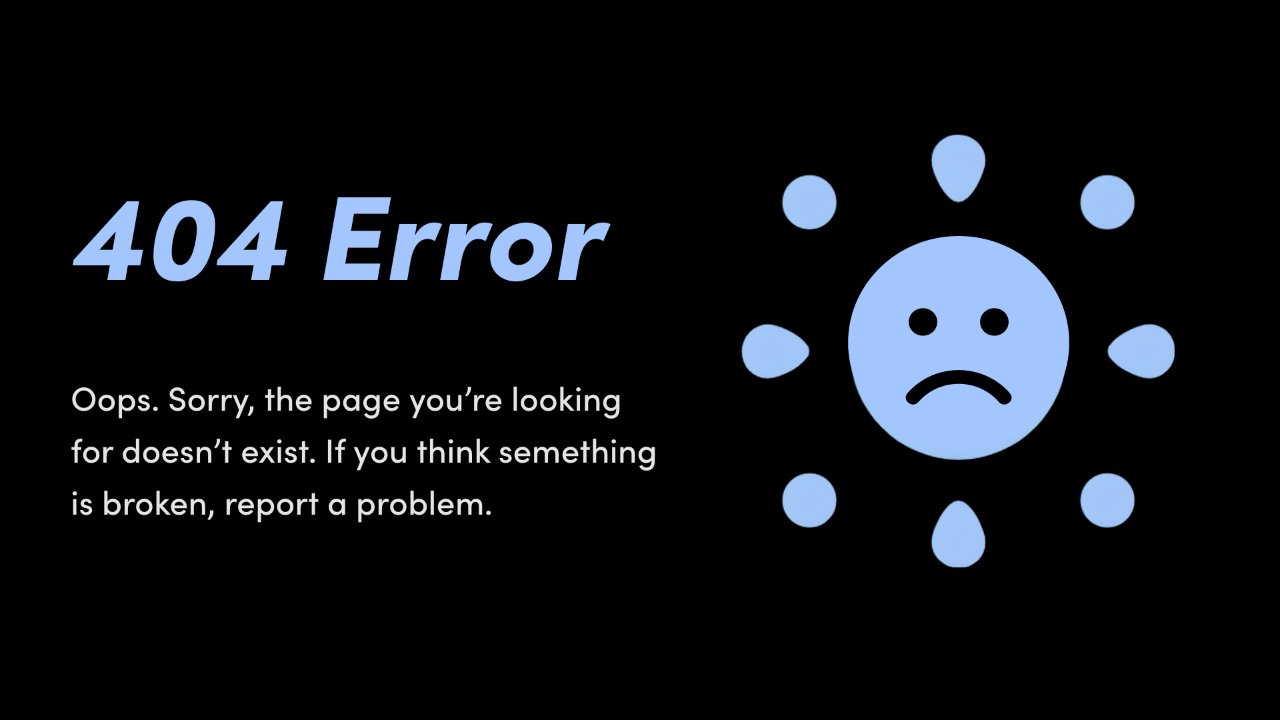 404 Error
Oops. Sorry, the page you’re looking
for doesn’t exist. If you think semething
is broken, report a problem.